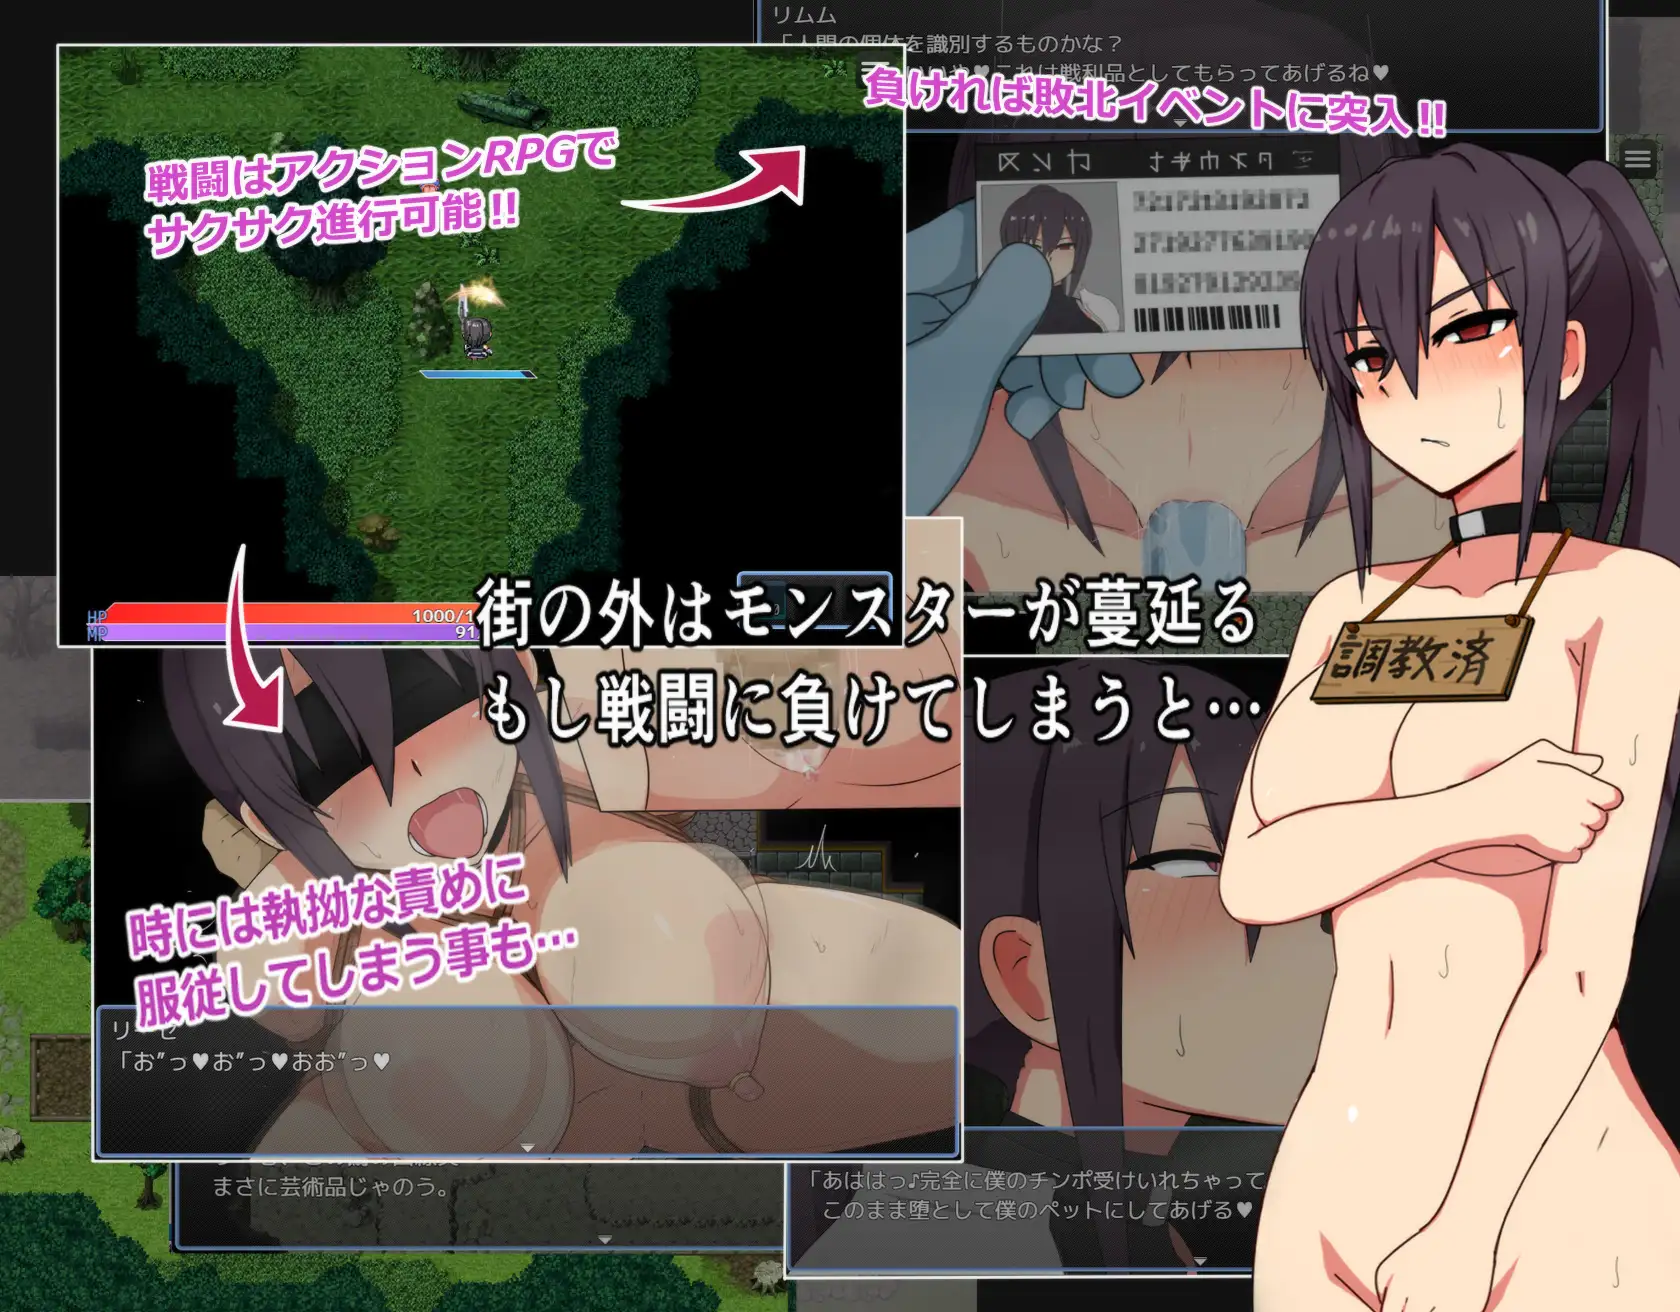 リムム
「人間の個体を識別するものかな？
これは戦利品としてもらってあげるね♥
負ければ敗北イベントに突入!!
戦闘はアクションRPGで
サクサク進行可能!!
HP
1000/1
MP
91
街の外はモンスターが蔓延る
もし戦闘に負けてしまうと…
調教済
時には執拗な責めに
服従してしまう事も…
「お”っ♥お”っ♥おお”っ♥
まさに芸術品じゃのう。
「あははっ♪完全に僕のチンポ受けいれちゃって
このまま堕として僕のペットにしてあげる♥